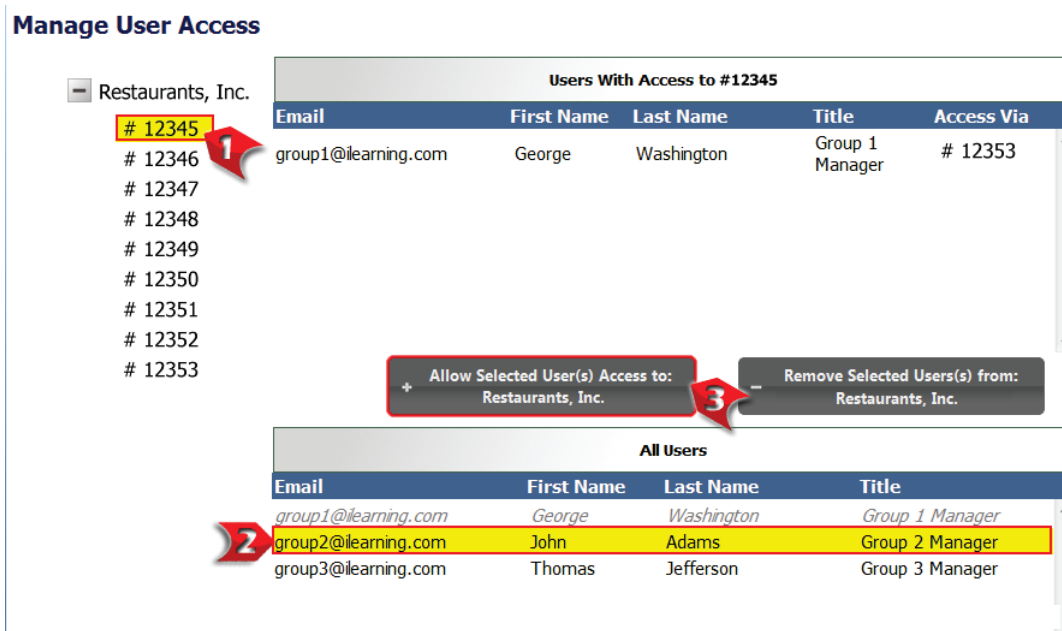 Manage User Access
Restaurants, Inc.
# 12345
# 12346
# 12347
# 12348
# 12349
# 12350
# 12351
# 12352
# 12353
1
Users With Access to #12345
Email First Name Last Name Title Access Via
group1@ilearning.com George Washington Group 1 Manager # 12353
+ Allow Selected User(s) Access to:
Restaurants, Inc.
3
− Remove Selected Users(s) from:
Restaurants, Inc.
All Users
Email First Name Last Name Title
group1@ilearning.com George Washington Group 1 Manager
2
group2@ilearning.com John Adams Group 2 Manager
group3@ilearning.com Thomas Jefferson Group 3 Manager